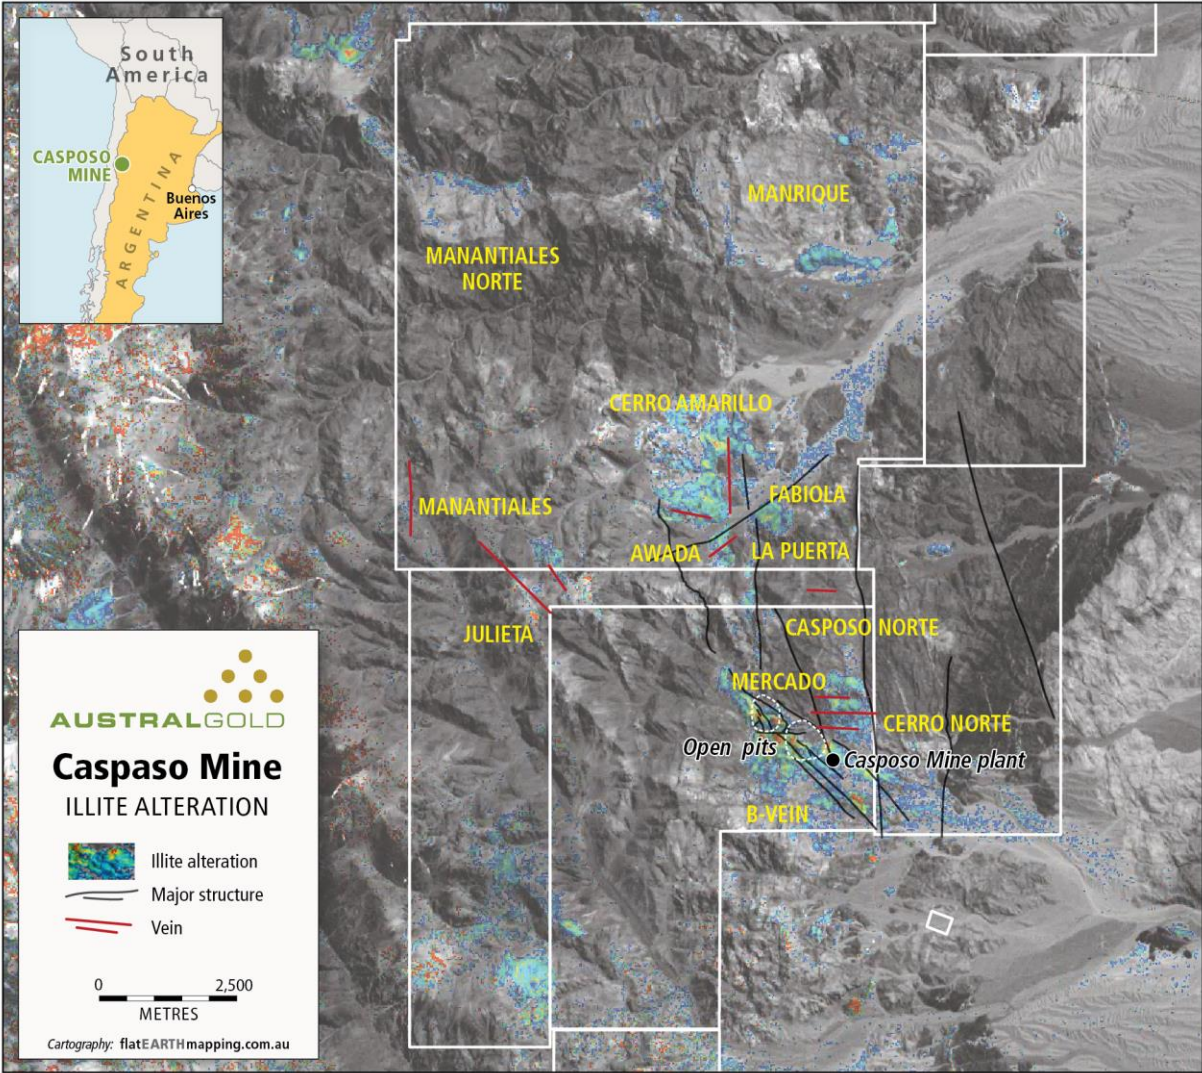 South
America
CASPOSO
MINE
ARGENTINA
Buenos
Aires
MANRIQUE
MANANTIALES
NORTE
CERRO AMARILLO
MANANTIALES
FABIOLA
AWADA
LA PUERTA
JULIETA
CASPOSO NORTE
MERCADO
CERRO NORTE
Open pits
Casposo Mine plant
B-VEIN
AUSTRALGOLD
Caspaso Mine
ILLITE ALTERATION
Illite alteration
Major structure
Vein
0 2,500
METRES
Cartography: flatEARTHmapping.com.au